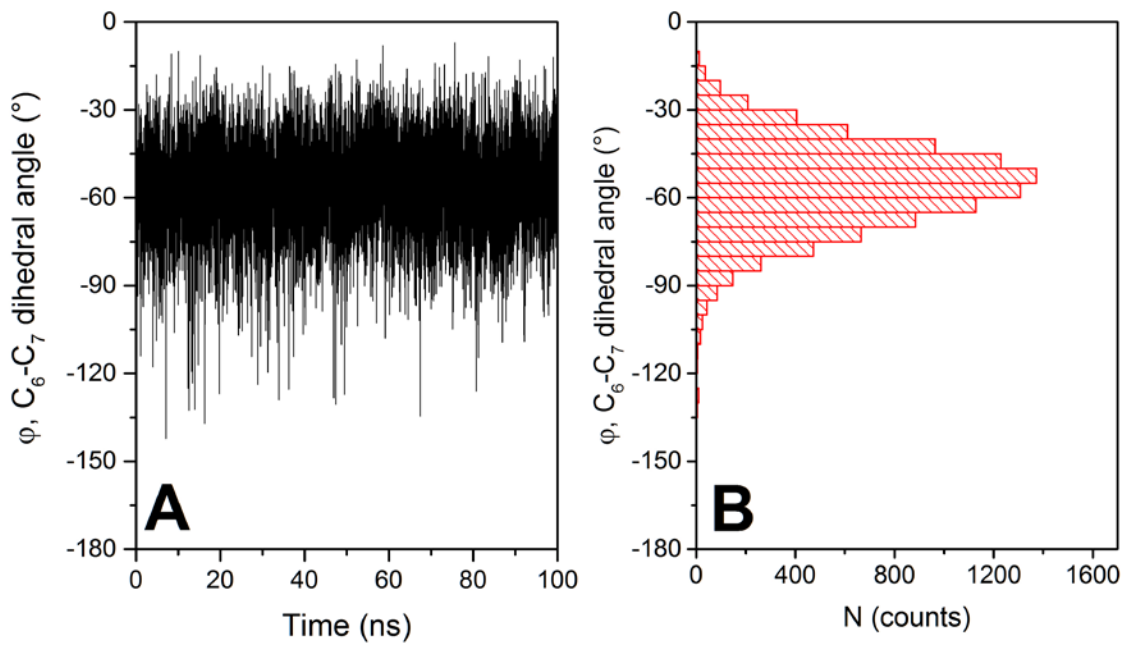 φ, C6-C7 dihedral angle (°)
0
-30
-60
-90
-120
-150
-180
A
0 20 40 60 80 100
Time (ns)
φ, C6-C7 dihedral angle (°)
0
-30
-60
-90
-120
-150
-180
B
0 400 800 1200 1600
N (counts)